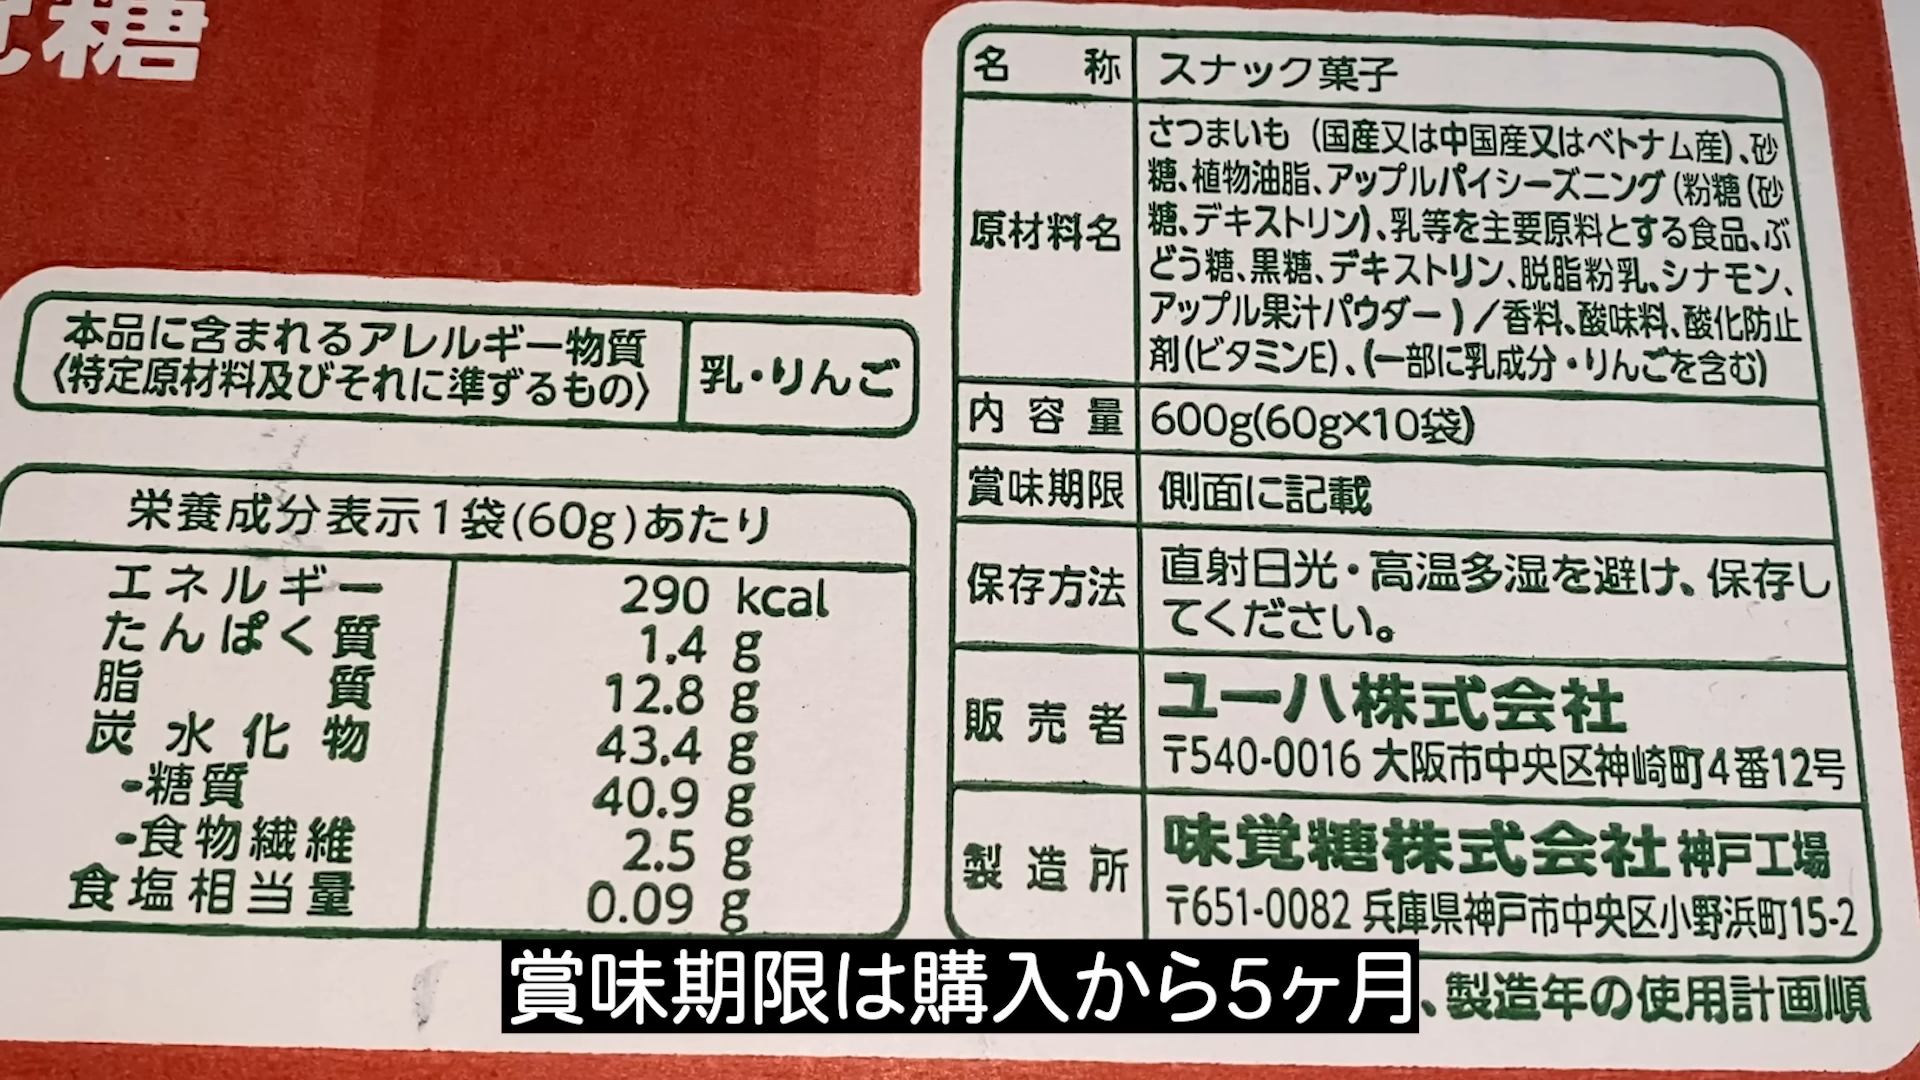 覚糖
本品に含まれるアレルギー物質
〈特定原材料及びそれに準ずるもの〉
乳・りんご
栄養成分表示1袋(60g)あたり
エネルギー 290 kcal
たんぱく質 1.4 g
脂質 12.8 g
炭水化物 43.4 g
-糖質 40.9 g
-食物繊維 2.5 g
食塩相当量 0.09 g
名称 スナック菓子
原材料名
さつまいも(国産又は中国産又はベトナム産)、砂
糖、植物油脂、アップルパイシーズニング(粉糖(砂
糖、デキストリン)、乳等を主要原料とする食品、ぶ
どう糖、黒糖、デキストリン、脱脂粉乳、シナモン、
アップル果汁パウダー)/香料、酸味料、酸化防止
剤(ビタミンE)、(一部に乳成分・りんごを含む)
内容量 600g(60g×10袋)
賞味期限 側面に記載
保存方法
直射日光・高温多湿を避け、保存し
てください。
販売者
ユーハ株式会社
〒540-0016 大阪市中央区神崎町4番12号
製造所
味覚糖株式会社 神戸工場
〒651-0082 兵庫県神戸市中央区小野浜町15-2
、製造年の使用計画順
賞味期限は購入から5ヶ月